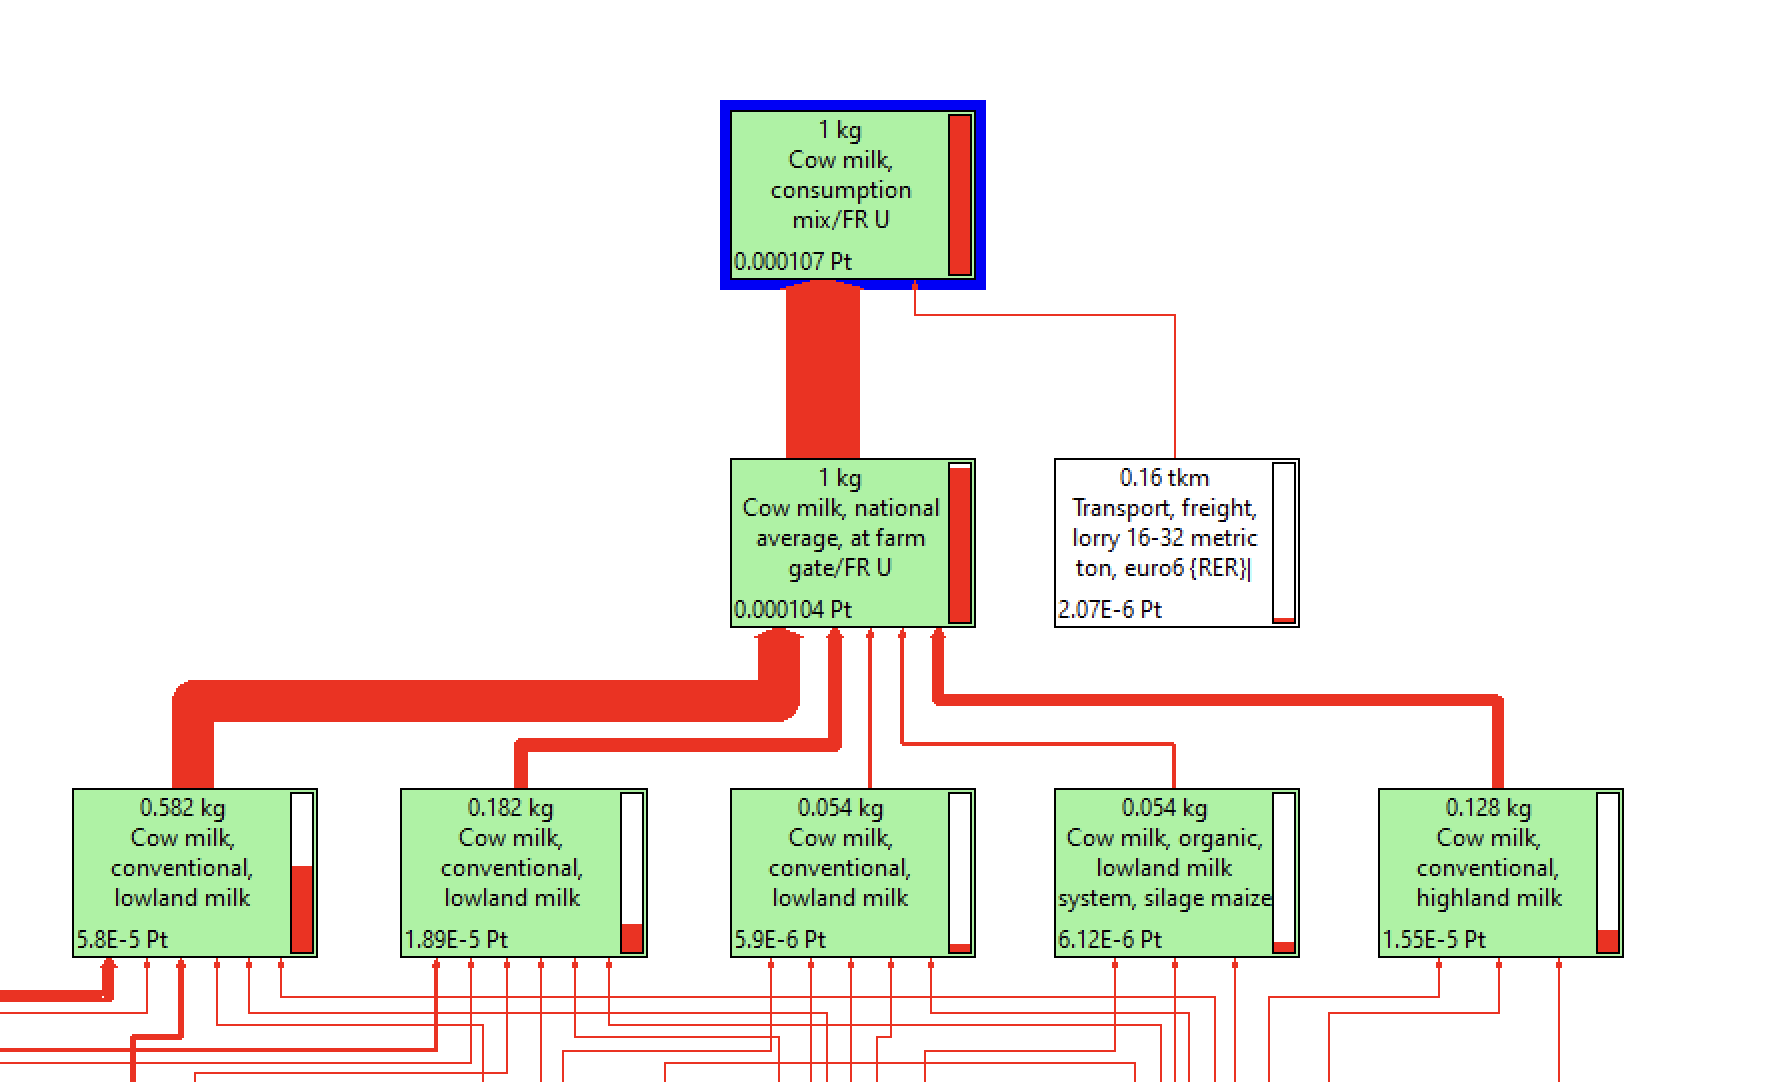 1 kg
Cow milk,
consumption
mix/FR U
0.000107 Pt
1 kg
Cow milk, national
average, at farm
gate/FR U
0.000104 Pt
0.16 tkm
Transport, freight,
lorry 16-32 metric
ton, euro6 {RER}|
2.07E-6 Pt
0.582 kg
Cow milk,
conventional,
lowland milk
5.8E-5 Pt
0.182 kg
Cow milk,
conventional,
lowland milk
1.89E-5 Pt
0.054 kg
Cow milk,
conventional,
lowland milk
5.9E-6 Pt
0.054 kg
Cow milk, organic,
lowland milk
system, silage maize
6.12E-6 Pt
0.128 kg
Cow milk,
conventional,
highland milk
1.55E-5 Pt